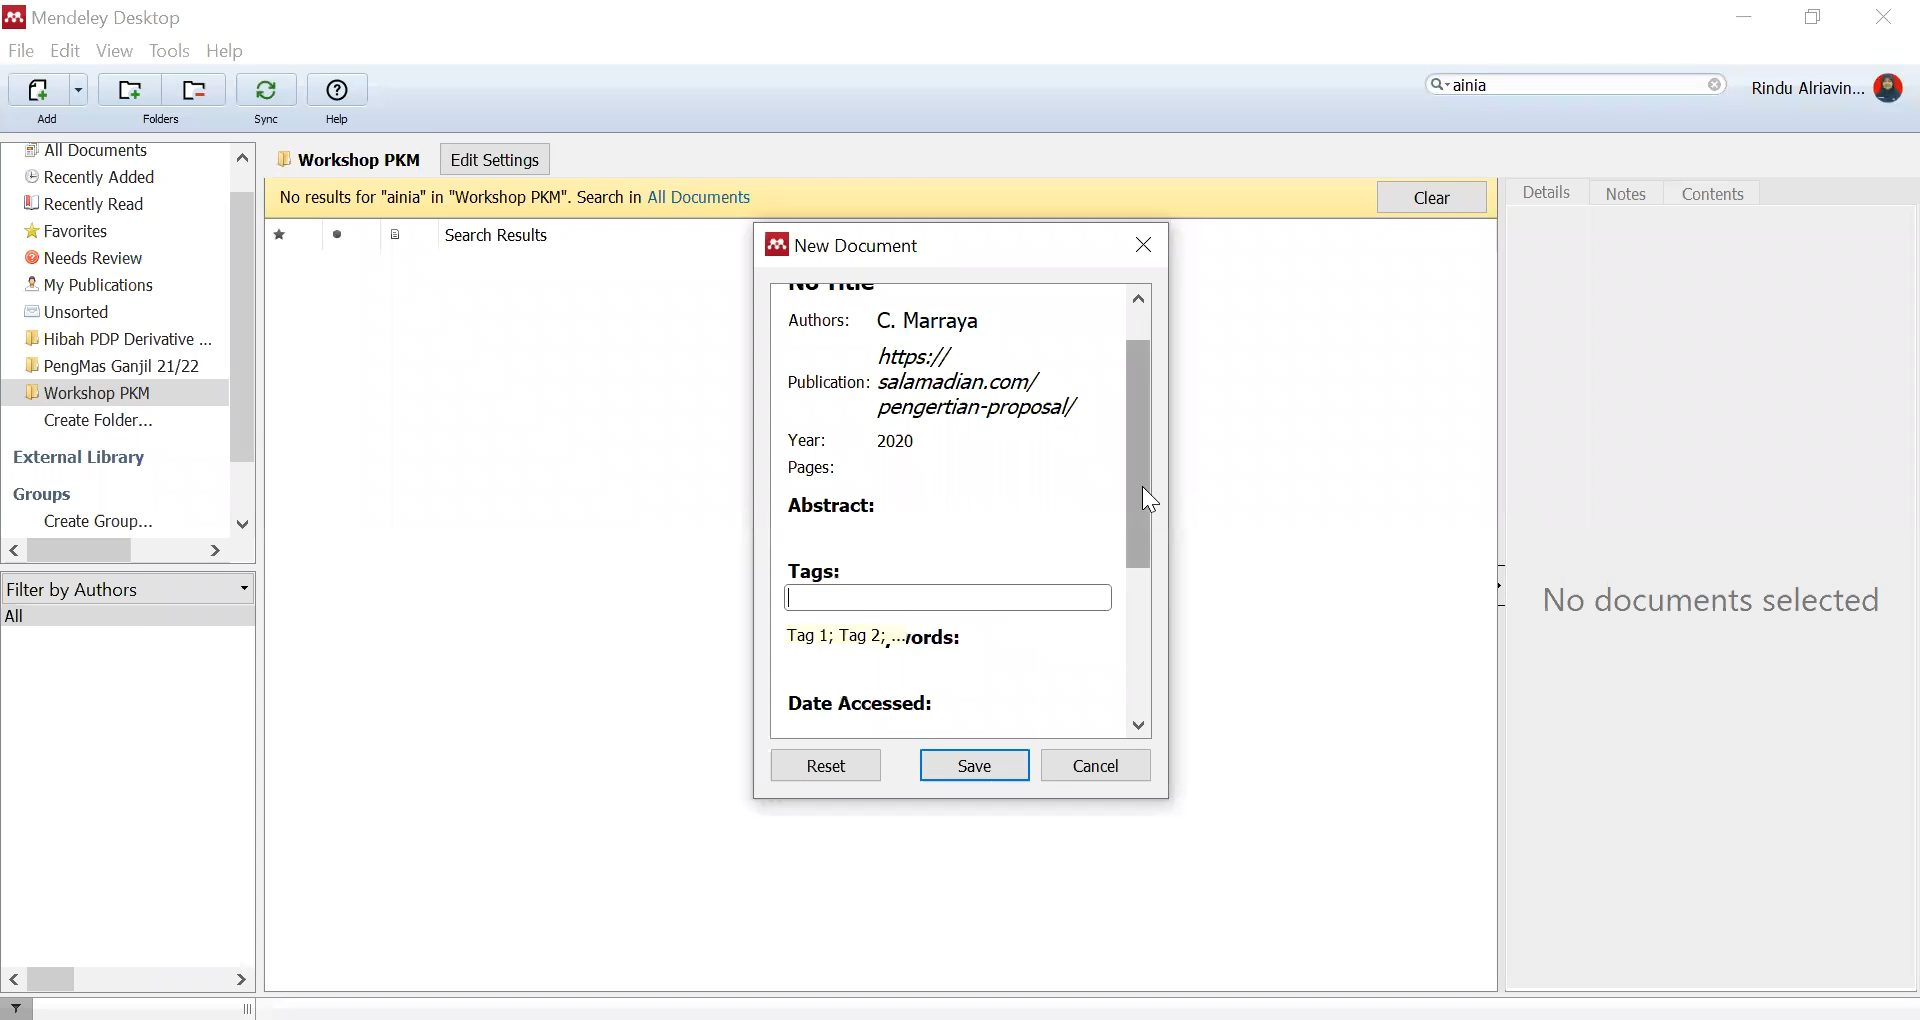 Mendeley Desktop
File Edit View Tools Help
ainia
Rindu Alriavin...
Add Folders Sync Help
All Documents
Recently Added
Recently Read
Favorites
Needs Review
My Publications
Unsorted
Hibah PDP Derivative ...
PengMas Ganjil 21/22
Workshop PKM
Create Folder...
External Library
Groups
Create Group...
Filter by Authors
All
Workshop PKM Edit Settings
No results for "ainia" in "Workshop PKM". Search in All Documents Clear
Search Results
New Document
No Title
Authors: C. Marraya
Publication: https://
salamadian.com/
pengertian-proposal/
Year: 2020
Pages:
Abstract:
Tags:
Tag 1; Tag 2; ...
words:
Date Accessed:
Reset Save Cancel
Details Notes Contents
No documents selected